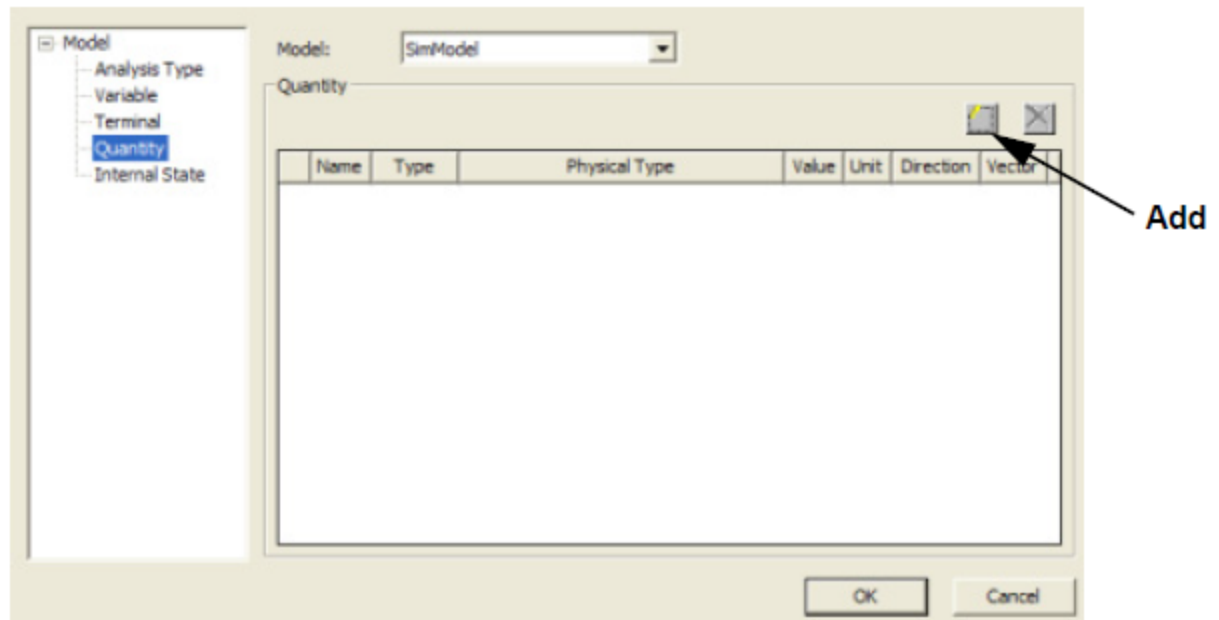 Model
Analysis Type
Variable
Terminal
Quantity
Internal State
Model: SimModel
Quantity
Name Type Physical Type Value Unit Direction Vector
Add
OK Cancel